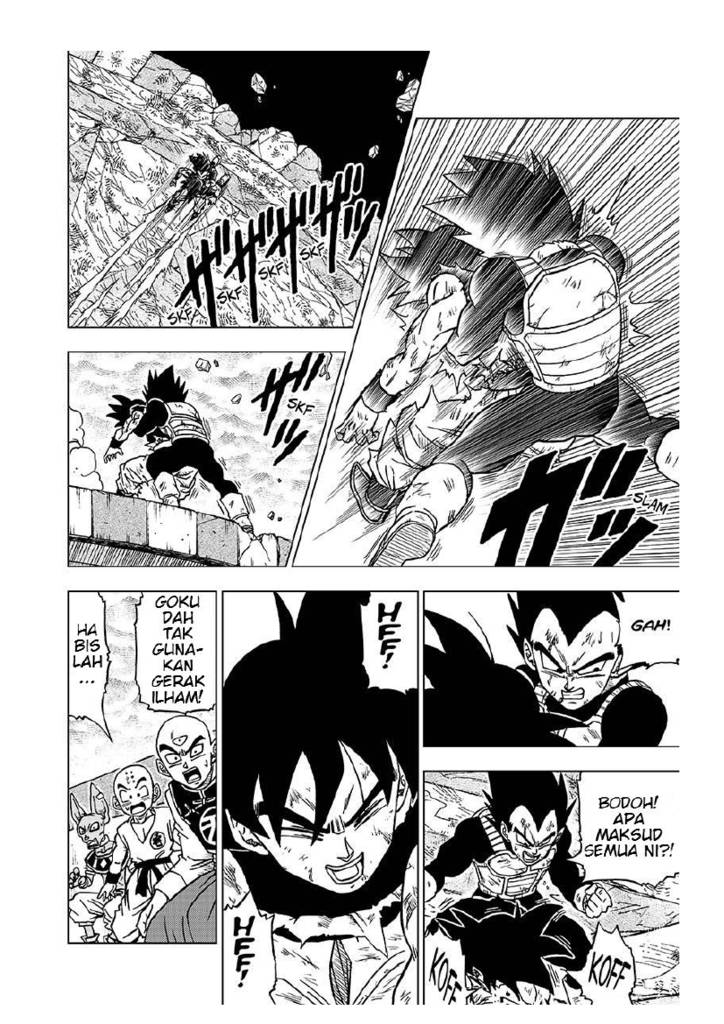 ガッ
SLAM
ザザザザッ
SKF
SKF
SKF
SKF
ザザッ
SKF
GAH!
BODOH!
APA
MAKSUD
SEMUA NI?!
KOFF
KOFF
HFF!
HFF!
GOKU
DAH
TAK
GUNA-
KAN
GERAK
ILHAM!
HA
BIS
LAH
...